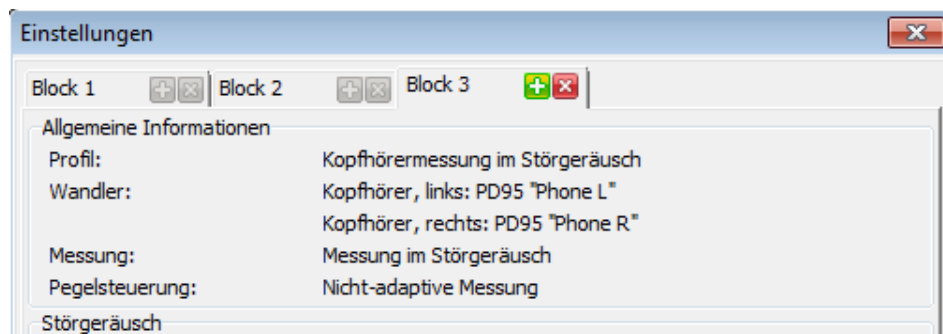 Einstellungen
Block 1 Block 2 Block 3
Allgemeine Informationen
Profil: Kopfhörermessung im Störgeräusch
Wandler: Kopfhörer, links: PD95 "Phone L"
Kopfhörer, rechts: PD95 "Phone R"
Messung: Messung im Störgeräusch
Pegelsteuerung: Nicht-adaptive Messung
Störgeräusch